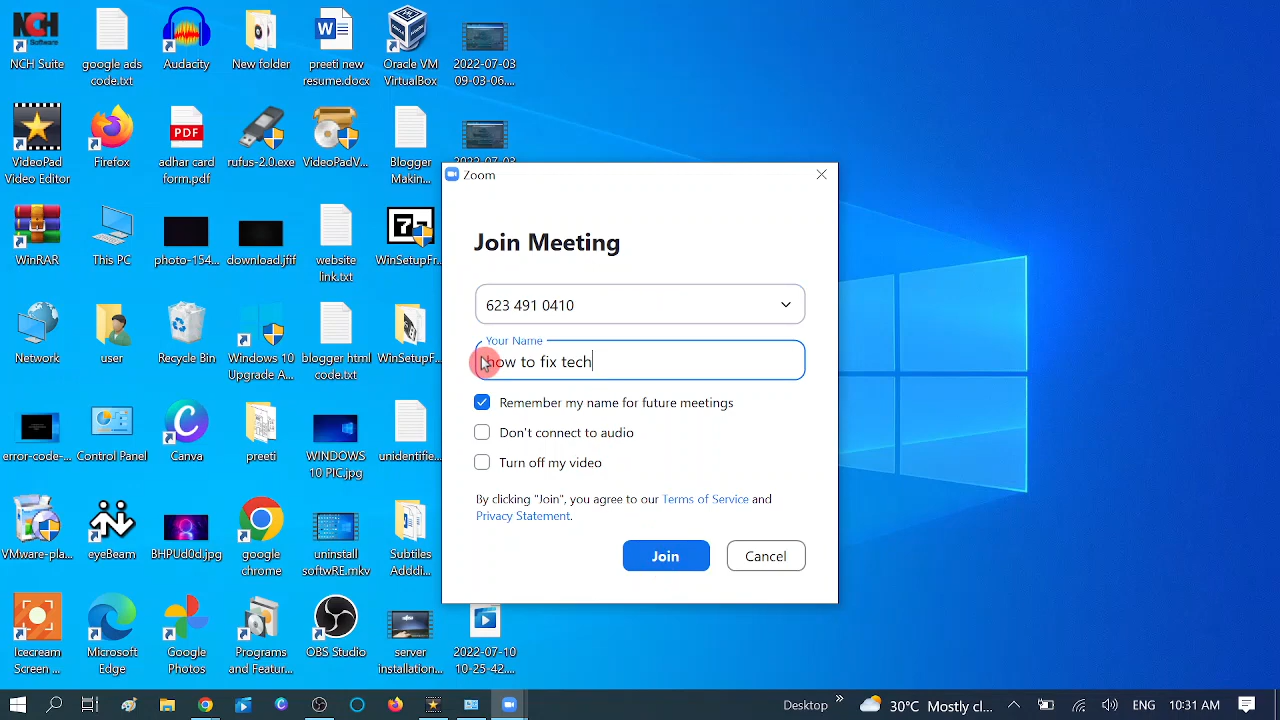 NCH Suite
google ads
code.txt
Audacity
New folder
preeti new
resume.docx
Oracle VM
VirtualBox
2022-07-03
09-03-06....
VideoPad
Video Editor
Firefox
PDF
adhar card
form.pdf
rufus-2.0.exe
VideoPadV...
Blogger
Makin...
2022-07-03
WinRAR
This PC
photo-154...
download.jfif
website
link.txt
WinSetupFr...
Network
user
Recycle Bin
Windows 10
Upgrade A...
blogger html
code.txt
WinSetupF...
error-code-...
Control Panel
Canva
preeti
WINDOWS
10 PIC.jpg
unidentifie...
VMware-pla...
eyeBeam
BHPUd0d.jpg
google
chrome
uninstall
softwRE.mkv
Subtiles
Adddi...
Icecream
Screen ...
Microsoft
Edge
Google
Photos
Programs
and Featur...
OBS Studio
server
installation...
2022-07-10
10-25-42....
Zoom
Join Meeting
623 491 0410
Your Name
how to fix tech
Remember my name for future meetings
Don't connect to audio
Turn off my video
By clicking "Join", you agree to our Terms of Service and
Privacy Statement.
Join
Cancel
Desktop
30°C Mostly cl...
ENG
10:31 AM